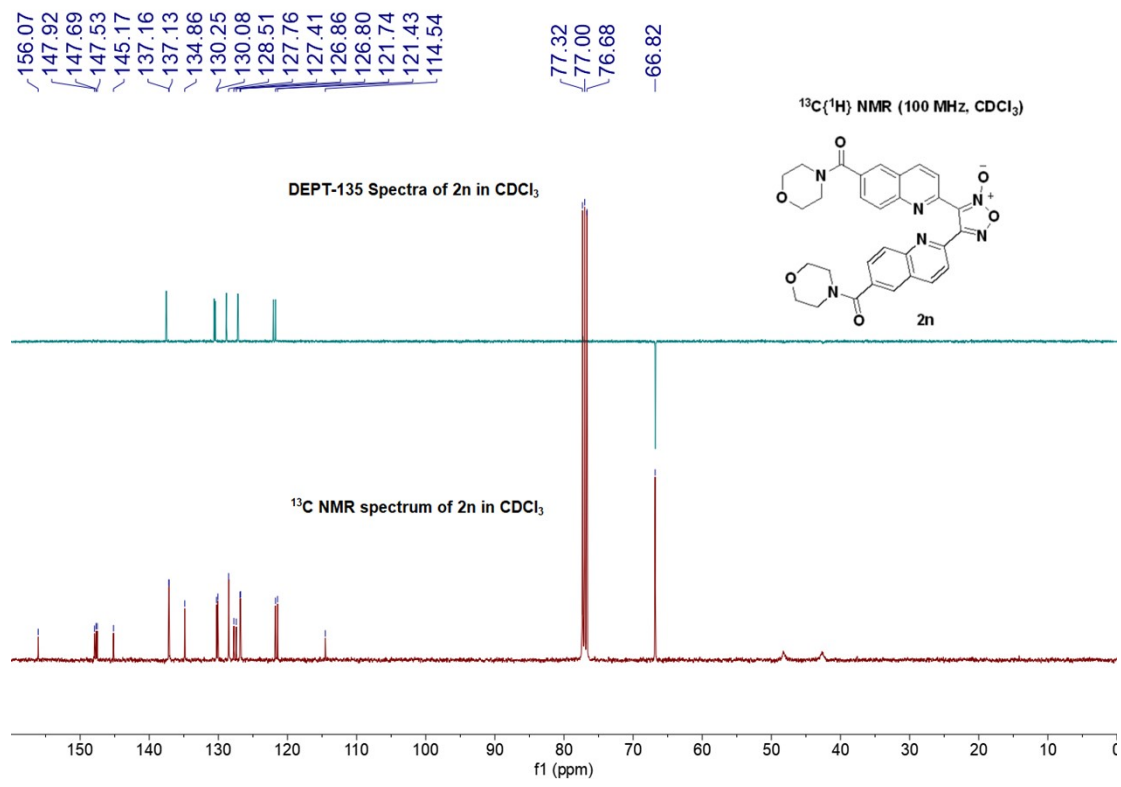 156.07
147.92
147.69
147.53
145.17
137.16
137.13
134.86
130.25
130.08
128.51
127.76
127.41
126.86
126.80
121.74
121.43
114.54
77.32
77.00
76.68
66.82
¹³C{¹H} NMR (100 MHz, CDCl₃)
DEPT-135 Spectra of 2n in CDCl₃
O
N
O
N
O⁻
N⁺
O
N
N
O
N
O
2n
¹³C NMR spectrum of 2n in CDCl₃
150 140 130 120 110 100 90 80 70 60 50 40 30 20 10
f1 (ppm)